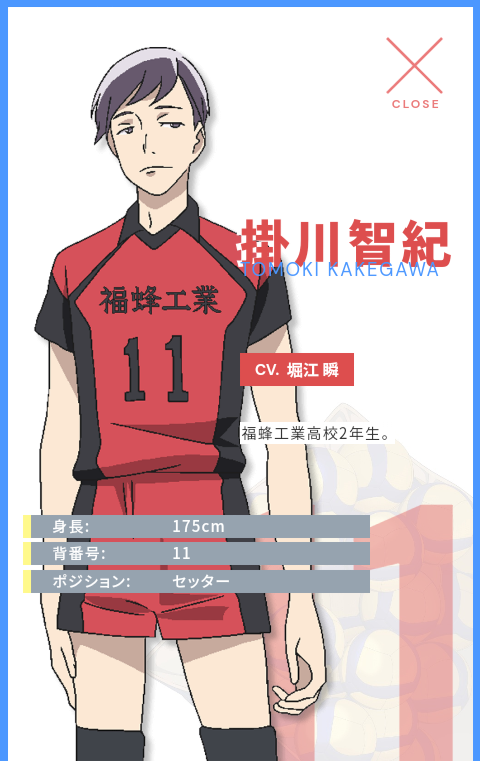 CLOSE
掛川智紀
TOMOKI KAKEGAWA
福蜂工業
11
CV. 堀江 瞬
福蜂工業高校2年生。
身長: 175cm
背番号: 11
ポジション: セッター
11